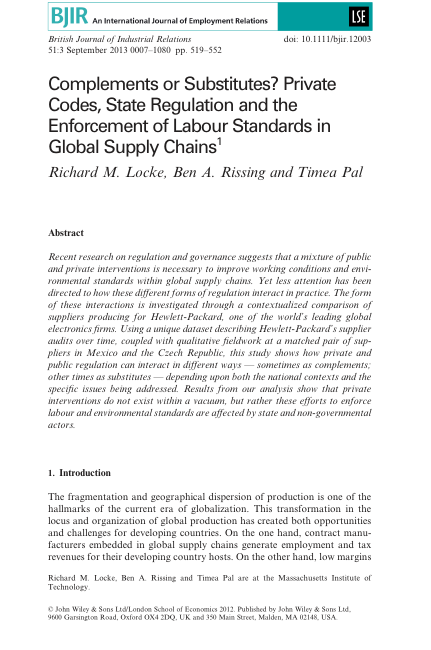 BJIR An International Journal of Employment Relations LSE
British Journal of Industrial Relations doi: 10.1111/bjir.12003
51:3 September 2013 0007–1080 pp. 519–552
Complements or Substitutes? Private
Codes, State Regulation and the
Enforcement of Labour Standards in
Global Supply Chains1
Richard M. Locke, Ben A. Rissing and Timea Pal
Abstract
Recent research on regulation and governance suggests that a mixture of public
and private interventions is necessary to improve working conditions and envi-
ronmental standards within global supply chains. Yet less attention has been
directed to how these different forms of regulation interact in practice. The form
of these interactions is investigated through a contextualized comparison of
suppliers producing for Hewlett-Packard, one of the world's leading global
electronics firms. Using a unique dataset describing Hewlett-Packard's supplier
audits over time, coupled with qualitative fieldwork at a matched pair of sup-
pliers in Mexico and the Czech Republic, this study shows how private and
public regulation can interact in different ways — sometimes as complements;
other times as substitutes — depending upon both the national contexts and the
specific issues being addressed. Results from our analysis show that private
interventions do not exist within a vacuum, but rather these efforts to enforce
labour and environmental standards are affected by state and non-governmental
actors.
1. Introduction
The fragmentation and geographical dispersion of production is one of the
hallmarks of the current era of globalization. This transformation in the
locus and organization of global production has created both opportunities
and challenges for developing countries. On the one hand, contract manu-
facturers embedded in global supply chains generate employment and tax
revenues for their developing country hosts. On the other hand, low margins
Richard M. Locke, Ben A. Rissing and Timea Pal are at the Massachusetts Institute of
Technology.
© John Wiley & Sons Ltd/London School of Economics 2012. Published by John Wiley & Sons Ltd,
9600 Garsington Road, Oxford OX4 2DQ, UK and 350 Main Street, Malden, MA 02148, USA.